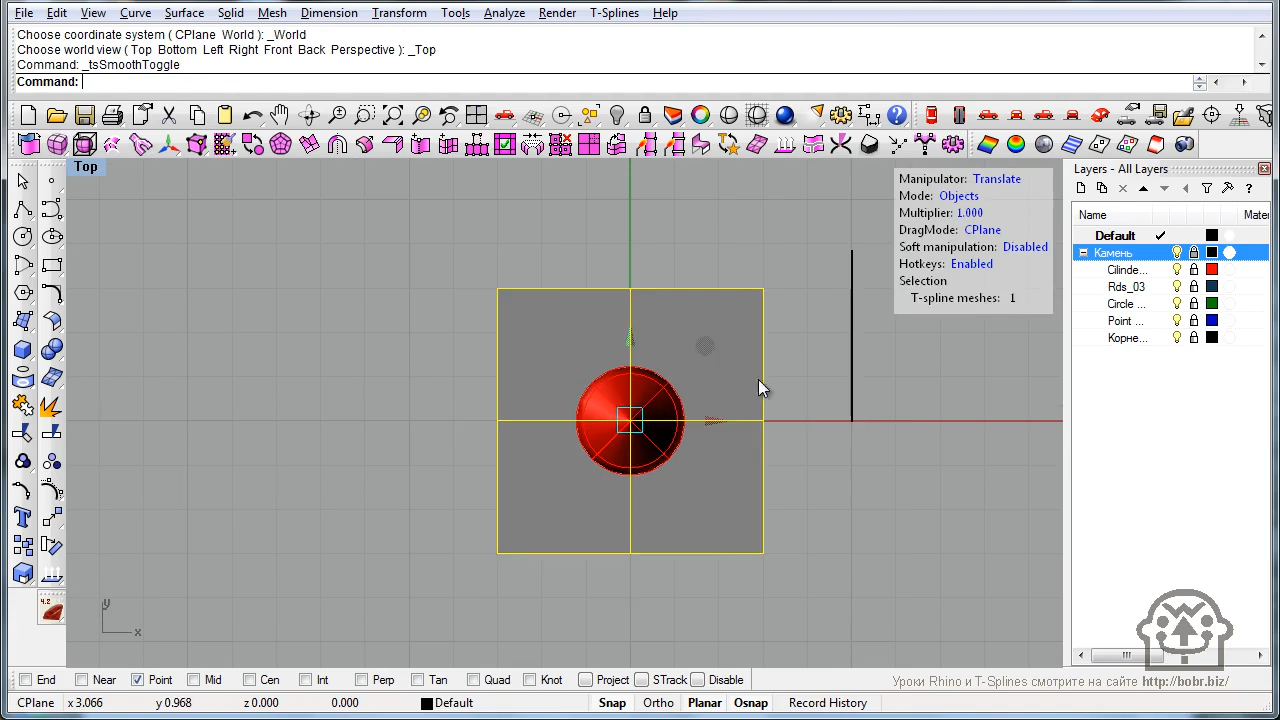 File Edit View Curve Surface Solid Mesh Dimension Transform Tools Analyze Render T-Splines Help
Choose coordinate system ( CPlane World ): _World
Choose world view ( Top Bottom Left Right Front Back Perspective ): _Top
Command: _tsSmoothToggle
Command:
Top
Manipulator: Translate
Mode: Objects
Multiplier: 1.000
DragMode: CPlane
Soft manipulation: Disabled
Hotkeys: Enabled
Selection
T-spline meshes: 1
Layers - All Layers
Name Mater
Default
Камень
Cilinde...
Rds_03
Circle ...
Point ...
Корне...
4.2
y
x
End Near Point Mid Cen Int Perp Tan Quad Knot Project STrack Disable
Уроки Rhino и T-Splines смотрите на сайте http://bobr.biz/
CPlane x 3.066 y 0.968 z 0.000 0.000 Default Snap Ortho Planar Osnap Record History